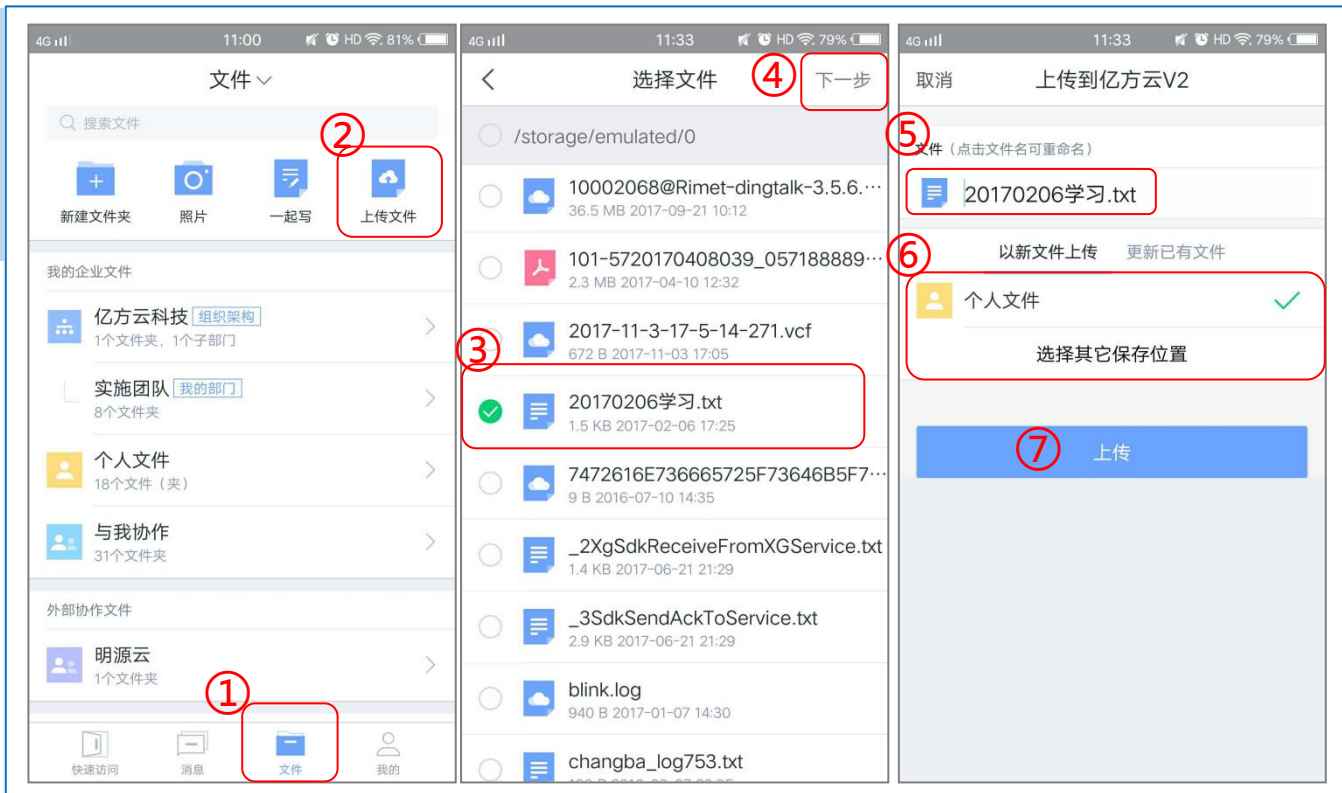 4G 11:00 HD 81%
文件
搜索文件
②
新建文件夹 照片 一起写 上传文件
我的企业文件
亿方云科技 组织架构
1个文件夹, 1个子部门
实施团队 我的部门
8个文件夹
个人文件
18个文件（夹）
与我协作
31个文件夹
外部协作文件
明源云
1个文件夹
①
快速访问 消息 文件 我的
4G 11:33 HD 79%
选择文件 ④ 下一步
/storage/emulated/0
10002068@Rimet-dingtalk-3.5.6.···
36.5 MB 2017-09-21 10:12
101-5720170408039_057188889···
2.3 MB 2017-04-10 12:32
2017-11-3-17-5-14-271.vcf
672 B 2017-11-03 17:05
③
20170206学习.txt
1.5 KB 2017-02-06 17:25
7472616E736665725F73646B5F7···
9 B 2016-07-10 14:35
_2XgSdkReceiveFromXGService.txt
1.4 KB 2017-06-21 21:29
_3SdkSendAckToService.txt
2.9 KB 2017-06-21 21:29
blink.log
940 B 2017-01-07 14:30
changba_log753.txt
4G 11:33 HD 79%
取消 上传到亿方云V2
⑤
文件（点击文件名可重命名）
20170206学习.txt
⑥
以新文件上传 更新已有文件
个人文件
选择其它保存位置
⑦ 上传